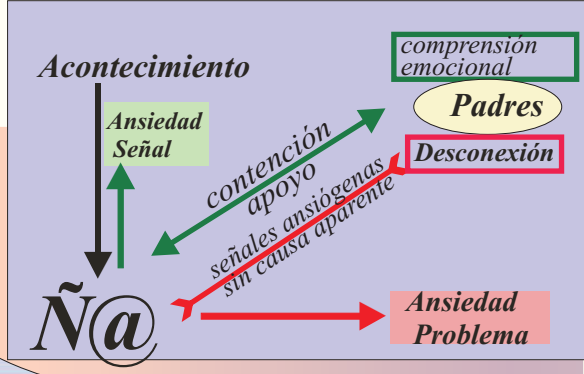 Acontecimiento
comprensión
emocional
Padres
Desconexión
Ansiedad
Señal
contención
apoyo
señales ansiógenas
sin causa aparente
Ñ@
Ansiedad
Problema